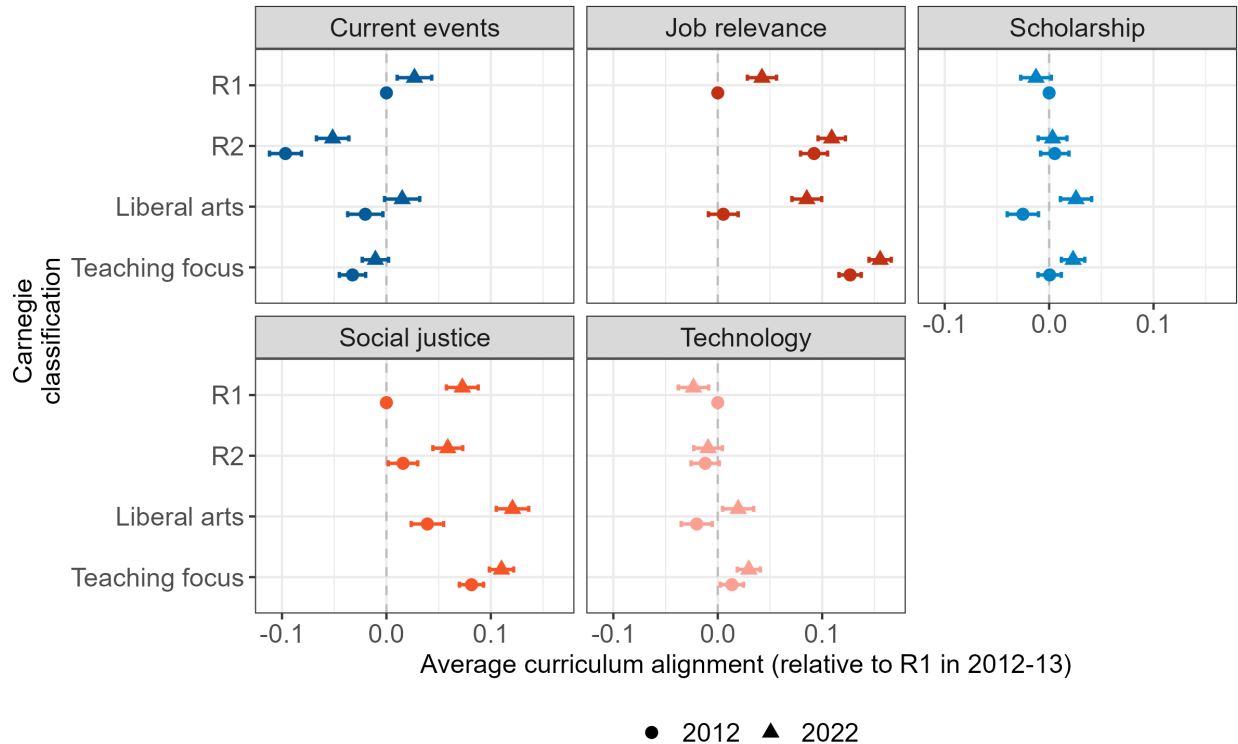 Current events
Job relevance
Scholarship
R1
R2
Liberal arts
Teaching focus
-0.1 0.0 0.1
Social justice
Technology
R1
R2
Liberal arts
Teaching focus
-0.1 0.0 0.1
-0.1 0.0 0.1
Carnegie
classification
Average curriculum alignment (relative to R1 in 2012-13)
2012 2022